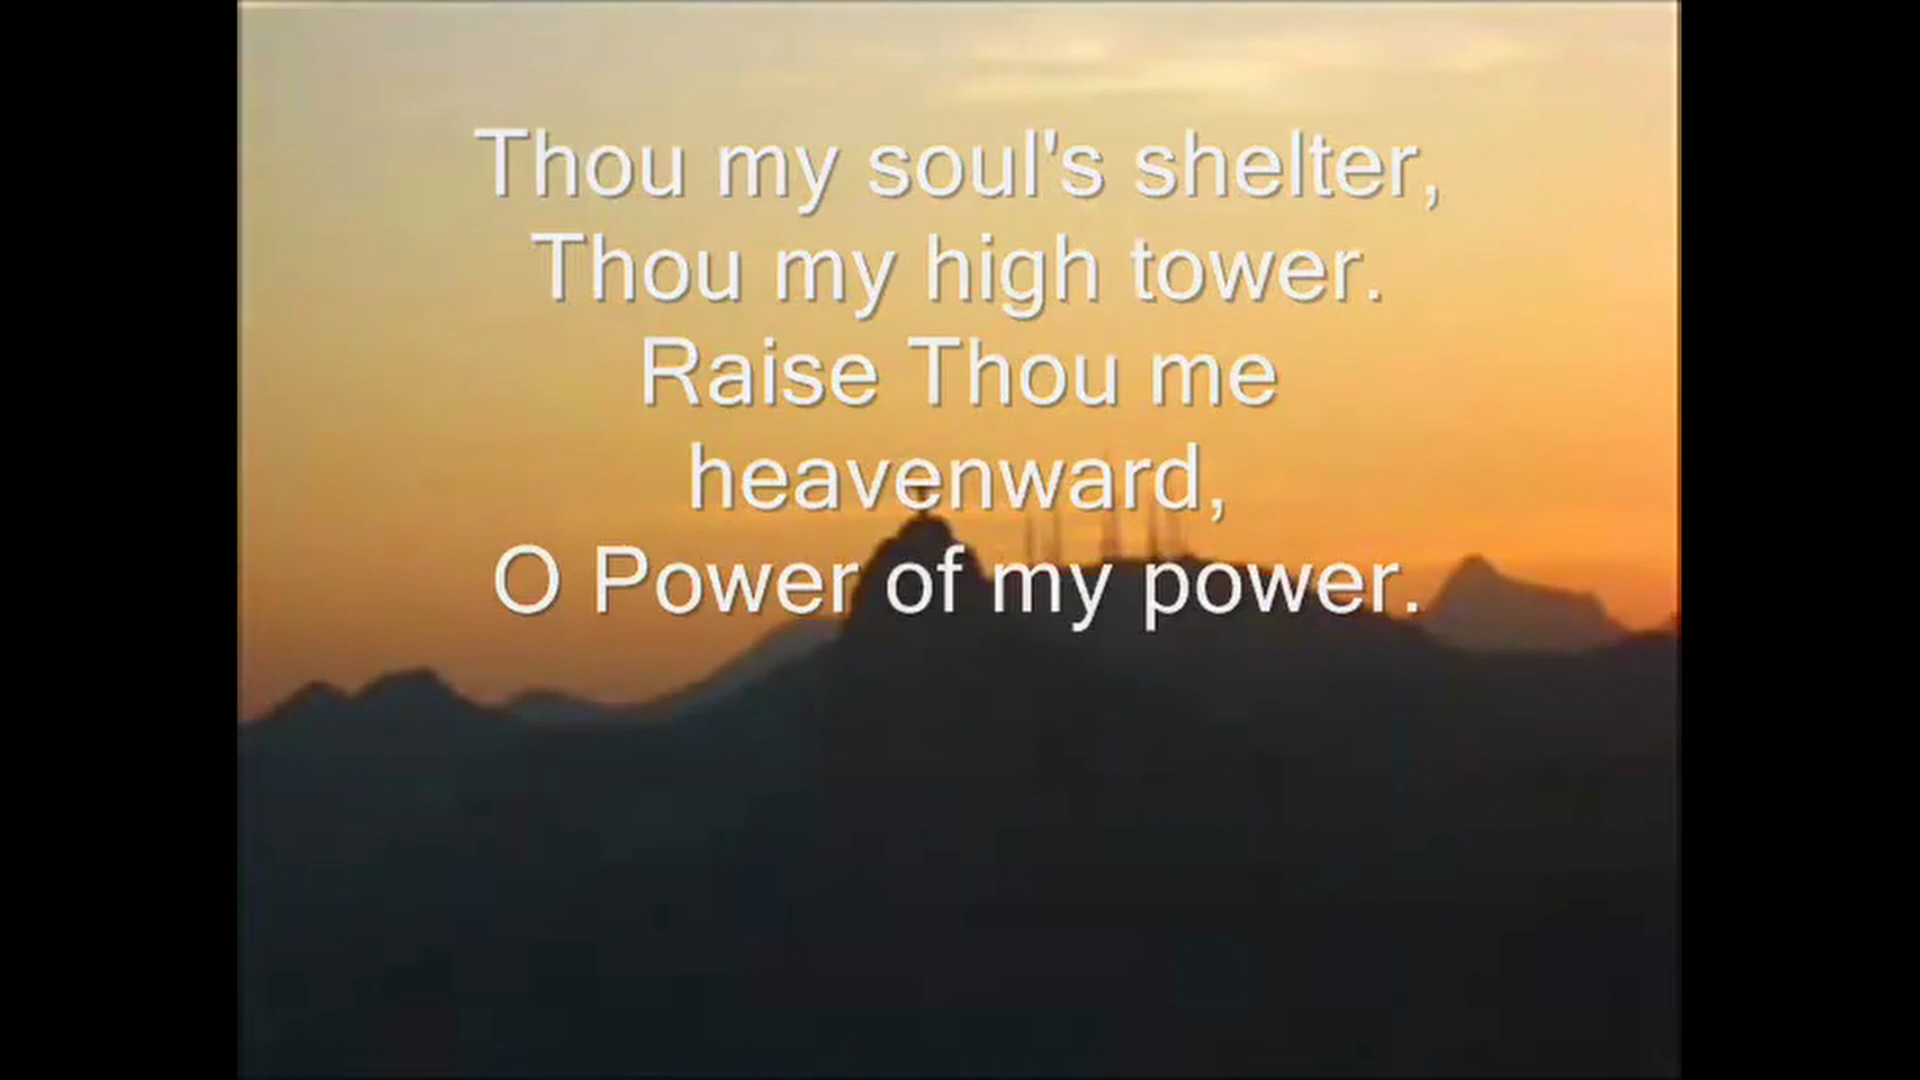 Thou my soul's shelter,
Thou my high tower.
Raise Thou me
heavenward,
O Power of my power.